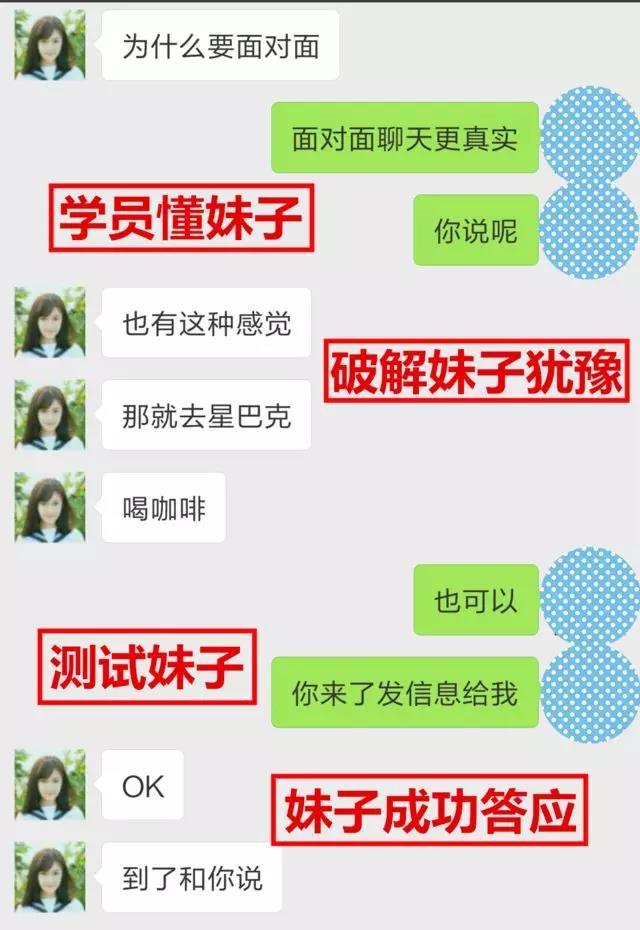 为什么要面对面
面对面聊天更真实
学员懂妹子
你说呢
也有这种感觉
破解妹子犹豫
那就去星巴克
喝咖啡
也可以
测试妹子
你来了发信息给我
OK
妹子成功答应
到了和你说